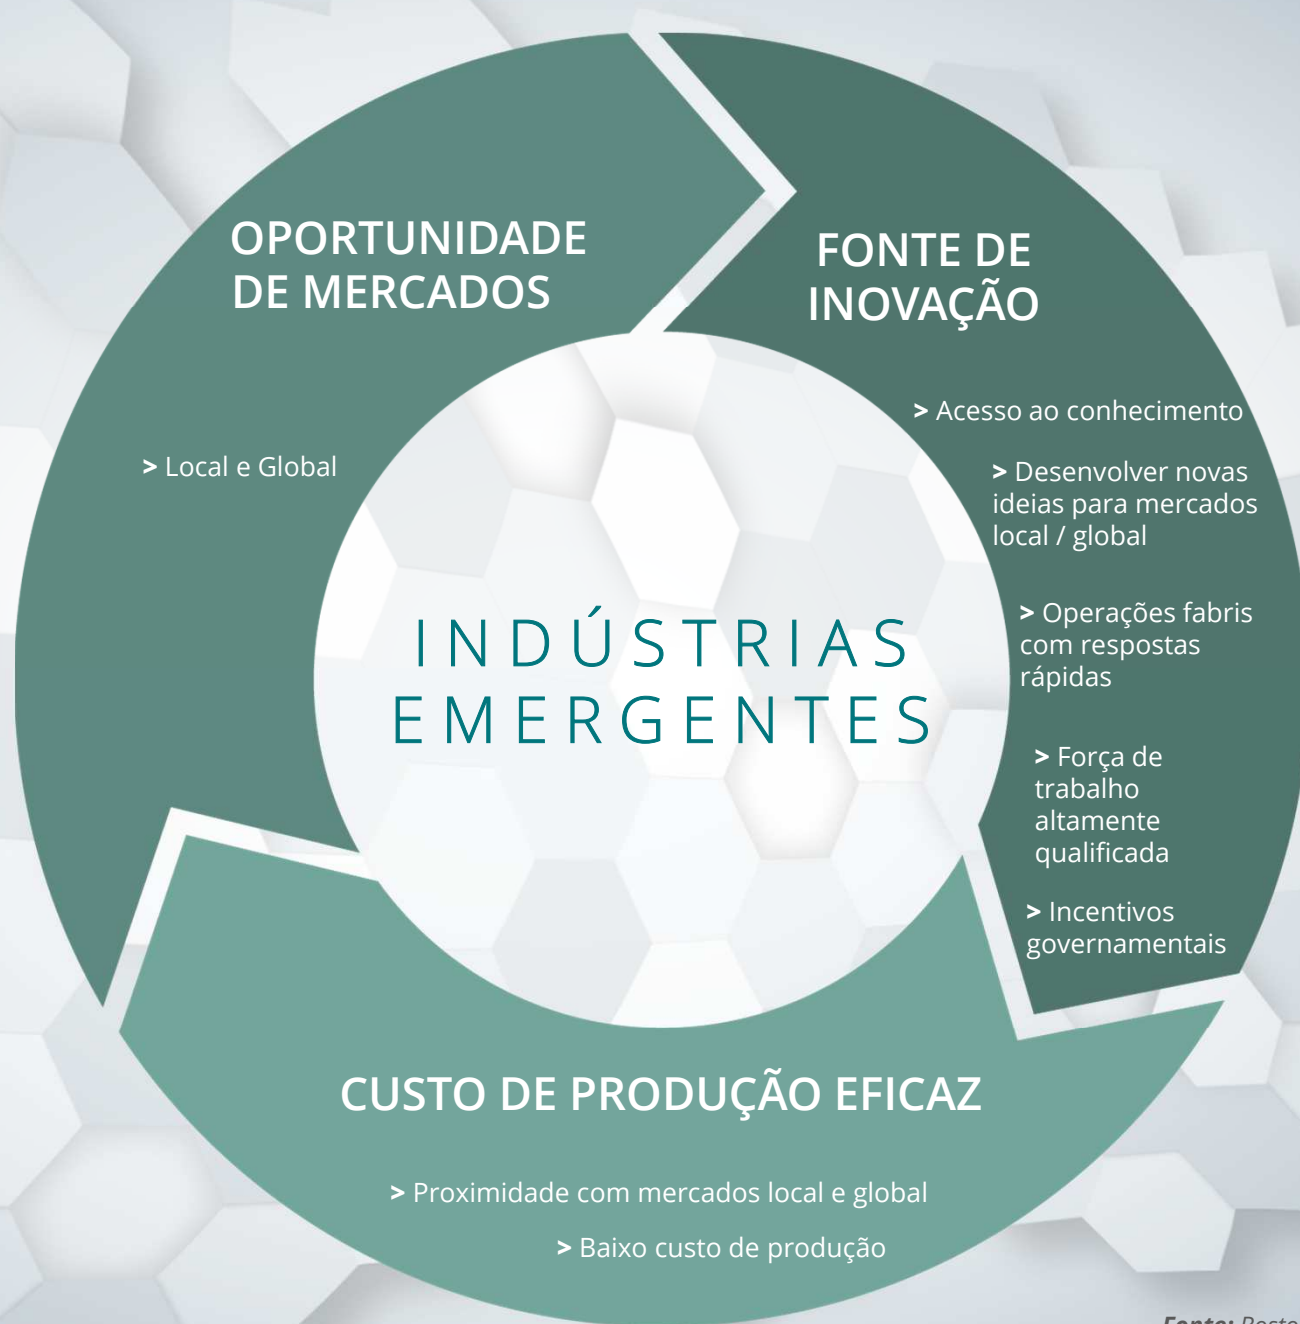 OPORTUNIDADE
DE MERCADOS
> Local e Global
FONTE DE
INOVAÇÃO
> Acesso ao conhecimento
> Desenvolver novas
ideias para mercados
local / global
> Operações fabris
com respostas
rápidas
> Força de
trabalho
altamente
qualificada
> Incentivos
governamentais
INDÚSTRIAS
EMERGENTES
CUSTO DE PRODUÇÃO EFICAZ
> Proximidade com mercados local e global
> Baixo custo de produção
Fonte: